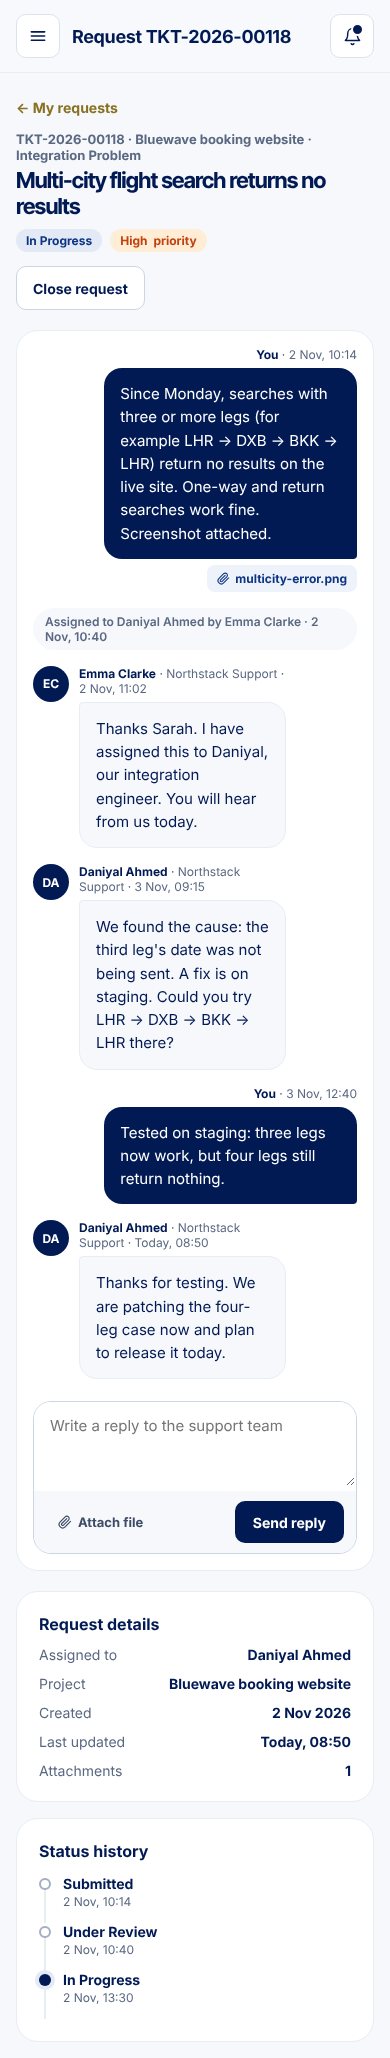 Request TKT-2026-00118
← My requests
TKT-2026-00118 · Bluewave booking website ·
Integration Problem
Multi-city flight search returns no
results
In Progress
High priority
Close request
You · 2 Nov, 10:14
Since Monday, searches with
three or more legs (for
example LHR → DXB → BKK →
LHR) return no results on the
live site. One-way and return
searches work fine.
Screenshot attached.
multicity-error.png
Assigned to Daniyal Ahmed by Emma Clarke · 2
Nov, 10:40
EC
Emma Clarke · Northstack Support ·
2 Nov, 11:02
Thanks Sarah. I have
assigned this to Daniyal,
our integration
engineer. You will hear
from us today.
DA
Daniyal Ahmed · Northstack
Support · 3 Nov, 09:15
We found the cause: the
third leg's date was not
being sent. A fix is on
staging. Could you try
LHR → DXB → BKK →
LHR there?
You · 3 Nov, 12:40
Tested on staging: three legs
now work, but four legs still
return nothing.
DA
Daniyal Ahmed · Northstack
Support · Today, 08:50
Thanks for testing. We
are patching the four-
leg case now and plan
to release it today.
Write a reply to the support team
Attach file
Send reply
Request details
Assigned to Daniyal Ahmed
Project Bluewave booking website
Created 2 Nov 2026
Last updated Today, 08:50
Attachments 1
Status history
Submitted
2 Nov, 10:14
Under Review
2 Nov, 10:40
In Progress
2 Nov, 13:30